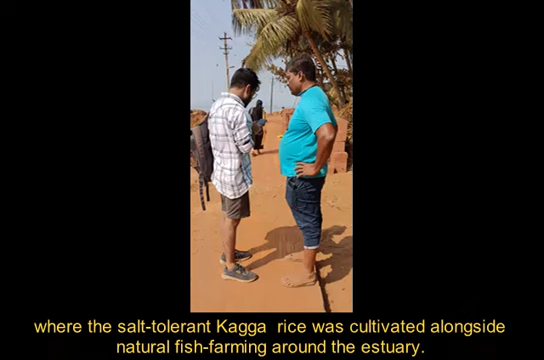 where the salt-tolerant Kagga rice was cultivated alongside
natural fish-farming around the estuary.